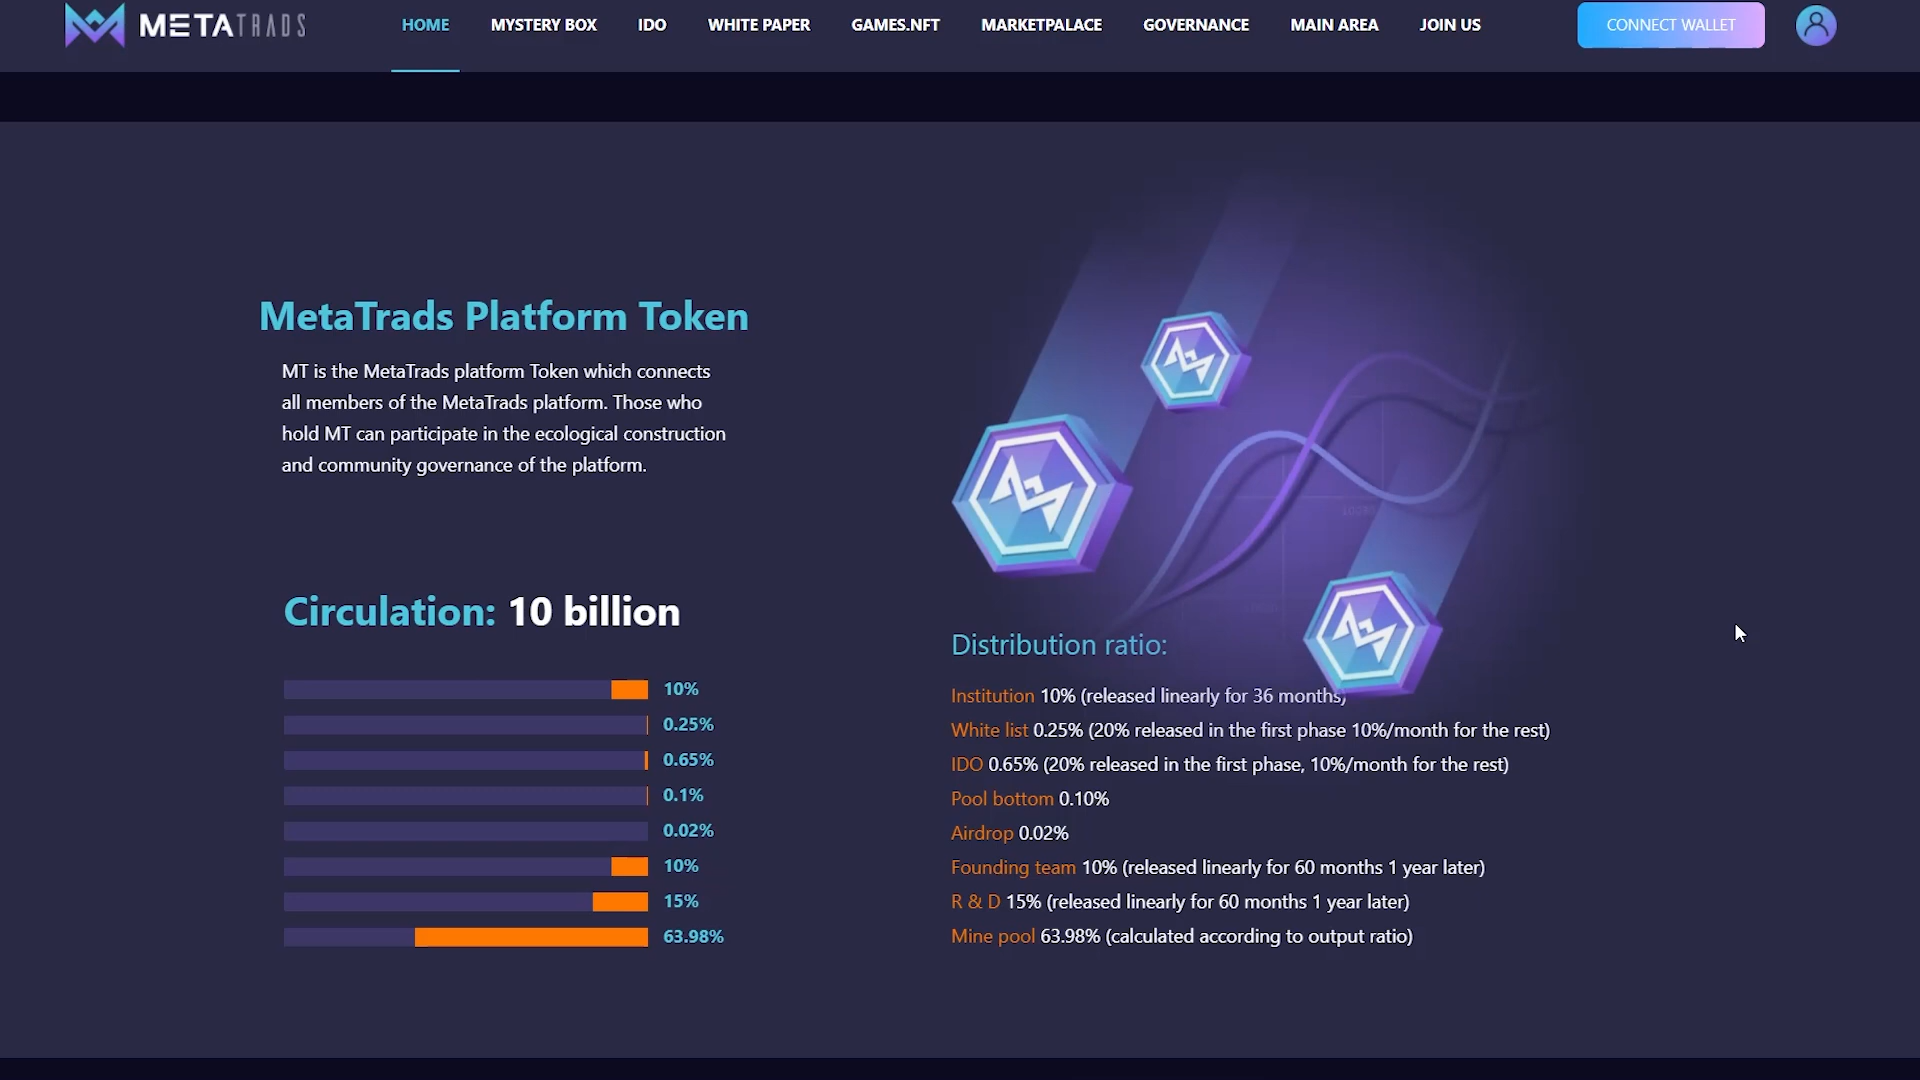 METATRADS
HOME
MYSTERY BOX
IDO
WHITE PAPER
GAMES.NFT
MARKETPALACE
GOVERNANCE
MAIN AREA
JOIN US
CONNECT WALLET
MetaTrads Platform Token
MT is the MetaTrads platform Token which connects
all members of the MetaTrads platform. Those who
hold MT can participate in the ecological construction
and community governance of the platform.
Circulation: 10 billion
10%
0.25%
0.65%
0.1%
0.02%
10%
15%
63.98%
Distribution ratio:
Institution 10% (released linearly for 36 months)
White list 0.25% (20% released in the first phase 10%/month for the rest)
IDO 0.65% (20% released in the first phase, 10%/month for the rest)
Pool bottom 0.10%
Airdrop 0.02%
Founding team 10% (released linearly for 60 months 1 year later)
R & D 15% (released linearly for 60 months 1 year later)
Mine pool 63.98% (calculated according to output ratio)